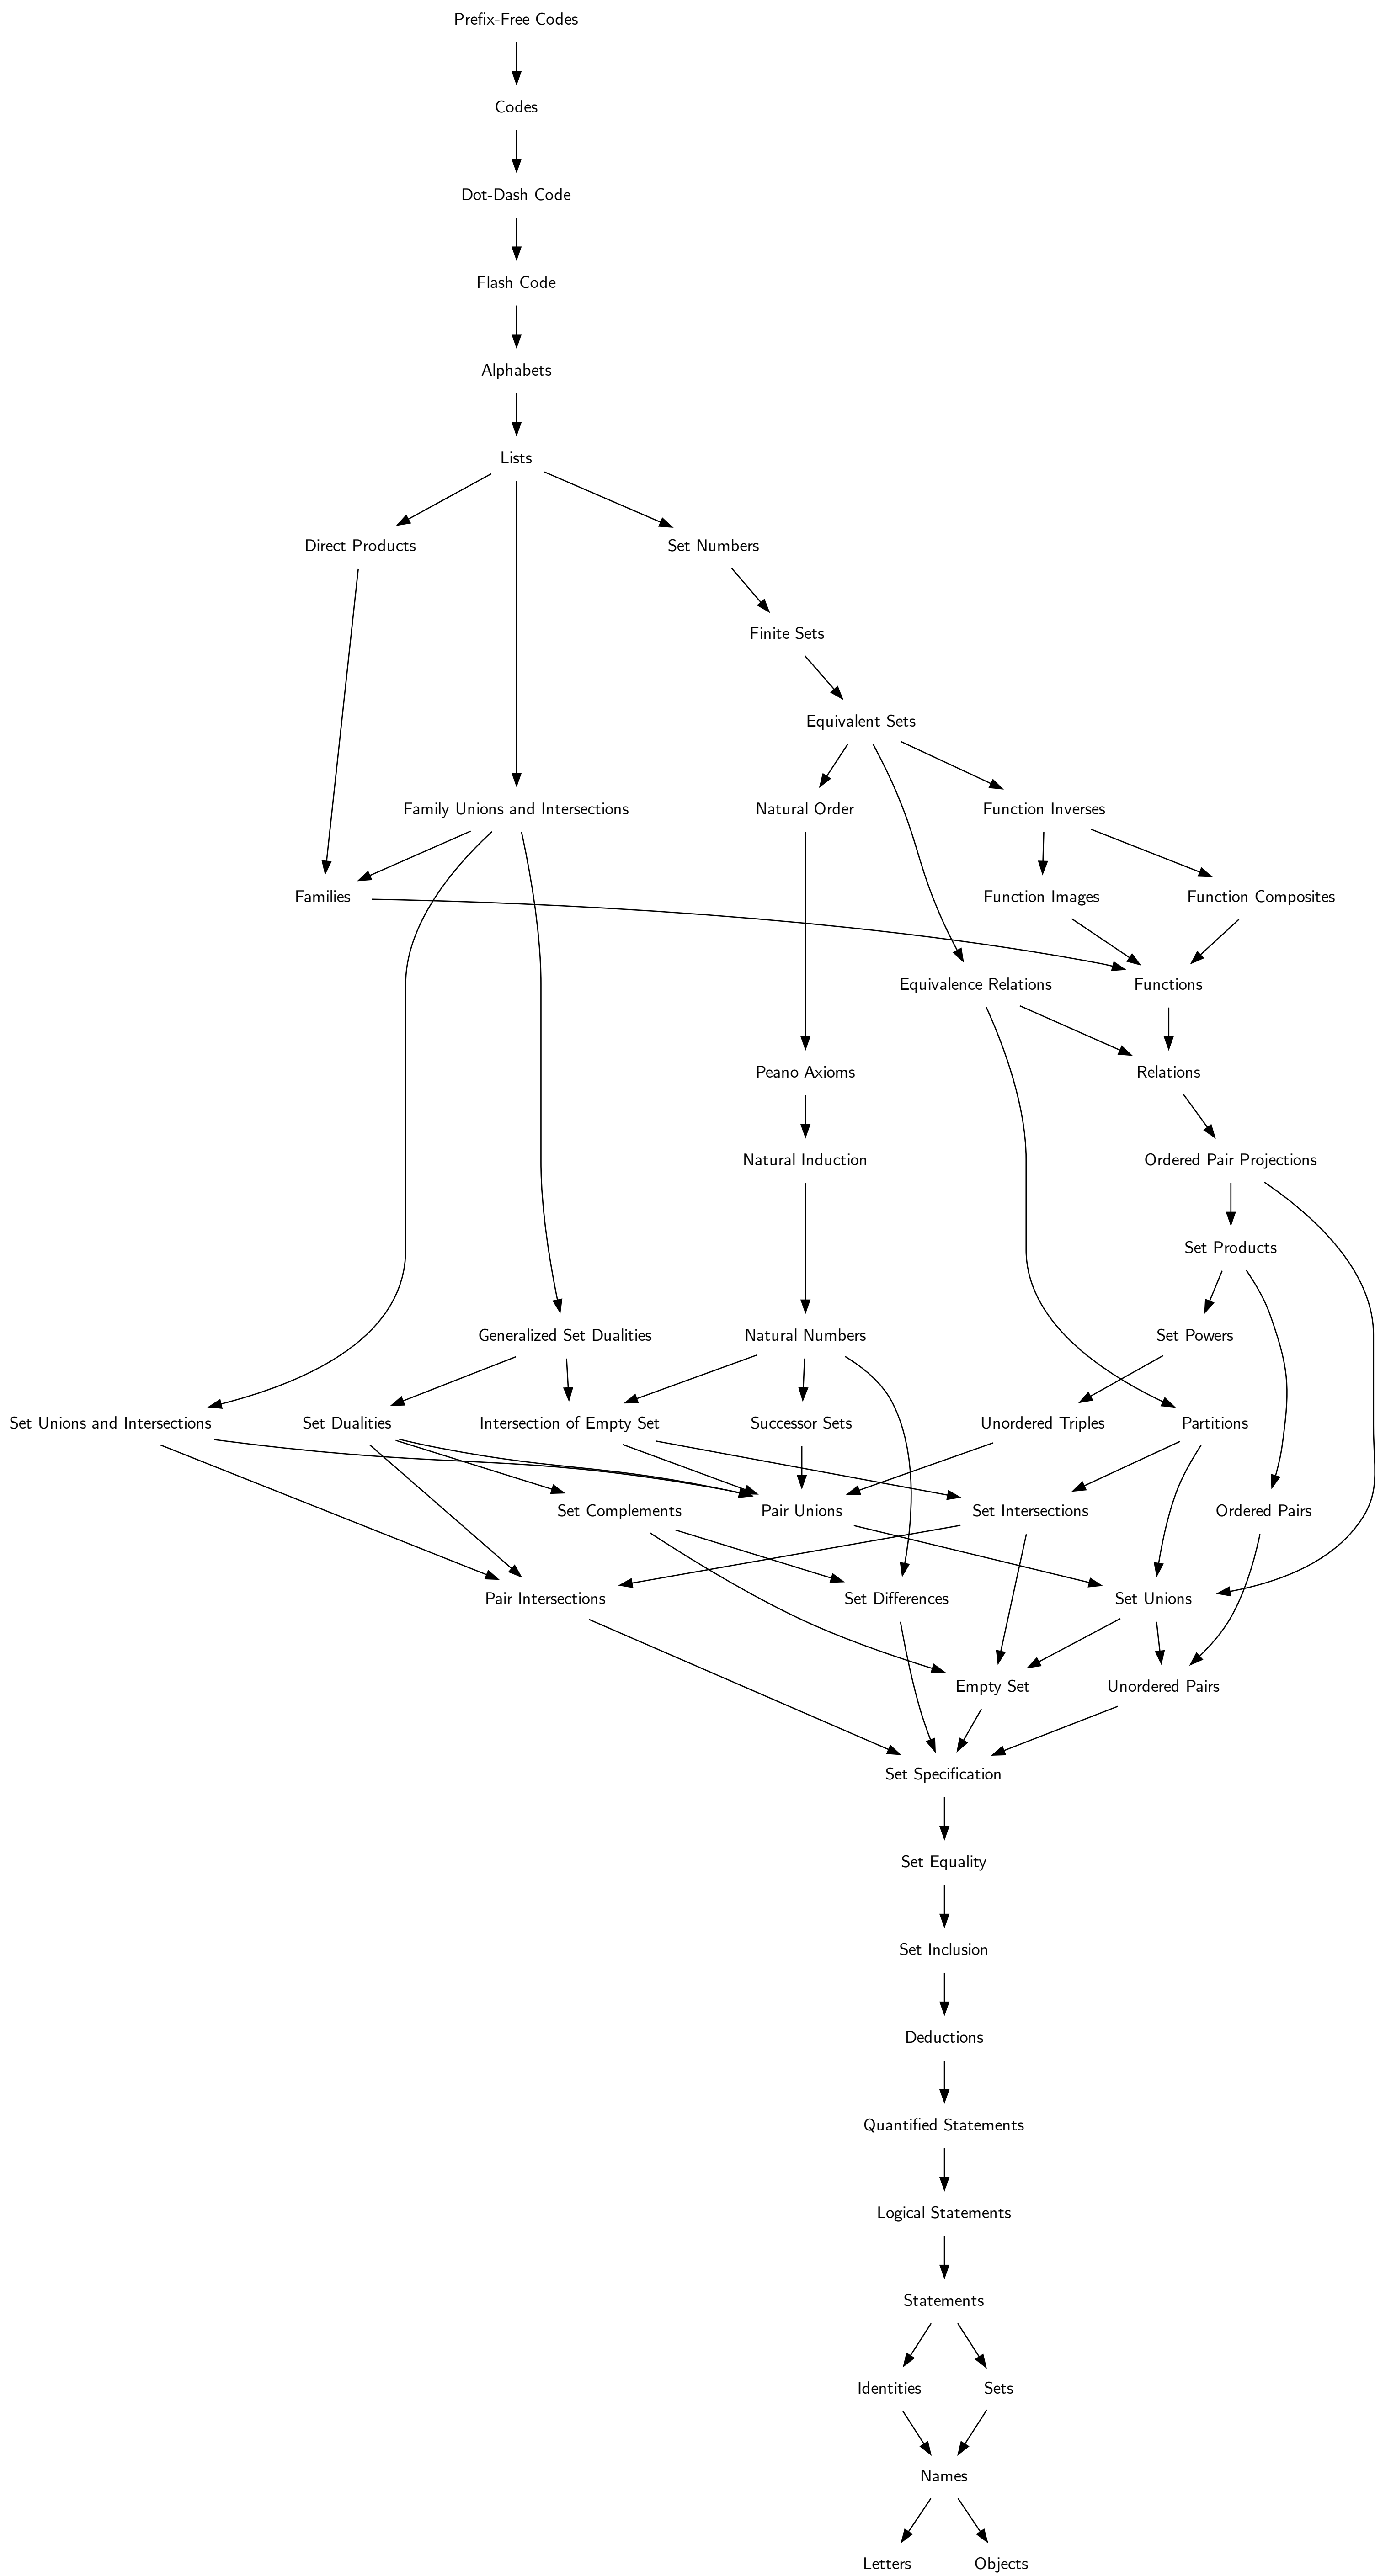 Prefix-Free Codes
Codes
Dot-Dash Code
Flash Code
Alphabets
Lists
Direct Products
Set Numbers
Finite Sets
Equivalent Sets
Family Unions and Intersections
Natural Order
Function Inverses
Families
Function Images
Function Composites
Equivalence Relations
Functions
Peano Axioms
Relations
Natural Induction
Ordered Pair Projections
Set Products
Generalized Set Dualities
Natural Numbers
Set Powers
Set Unions and Intersections
Set Dualities
Intersection of Empty Set
Successor Sets
Unordered Triples
Partitions
Set Complements
Pair Unions
Set Intersections
Ordered Pairs
Pair Intersections
Set Differences
Set Unions
Empty Set
Unordered Pairs
Set Specification
Set Equality
Set Inclusion
Deductions
Quantified Statements
Logical Statements
Statements
Identities
Sets
Names
Letters
Objects